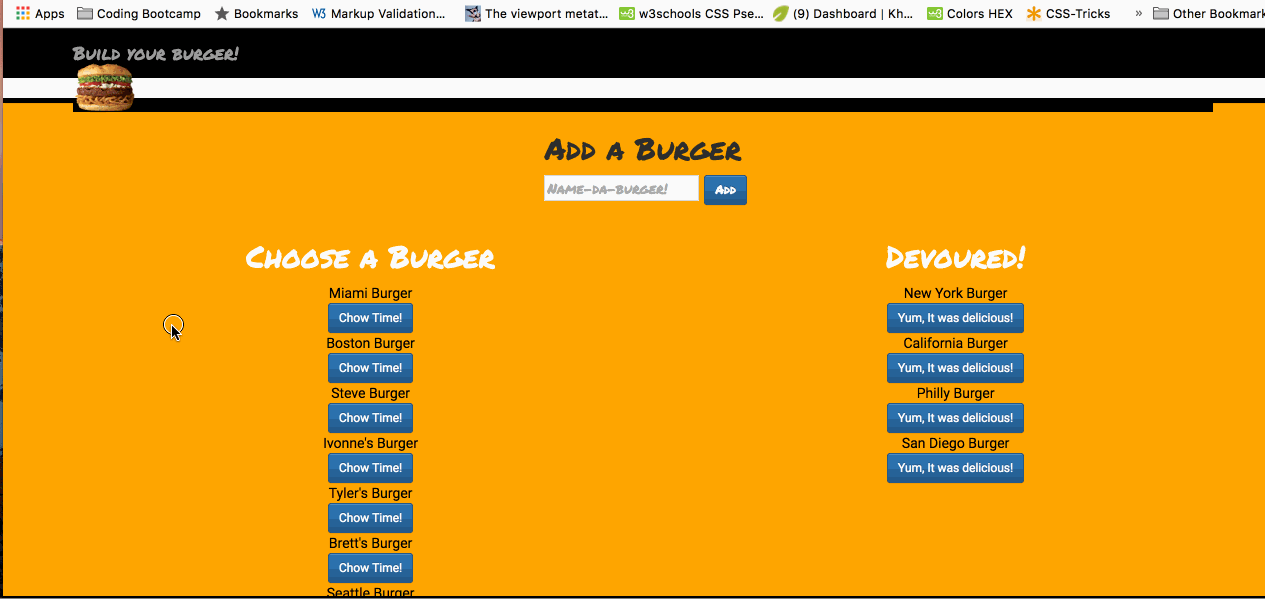 Apps Coding Bootcamp Bookmarks Markup Validation... The viewport metat... w3schools CSS Pse... (9) Dashboard | Kh... Colors HEX CSS-Tricks » Other Bookmark
Build your burger!
Add a Burger
Name-da-burger! Add
Choose a Burger
Miami Burger
Chow Time!
Boston Burger
Chow Time!
Steve Burger
Chow Time!
Ivonne's Burger
Chow Time!
Tyler's Burger
Chow Time!
Brett's Burger
Chow Time!
Seattle Burger
Devoured!
New York Burger
Yum, It was delicious!
California Burger
Yum, It was delicious!
Philly Burger
Yum, It was delicious!
San Diego Burger
Yum, It was delicious!